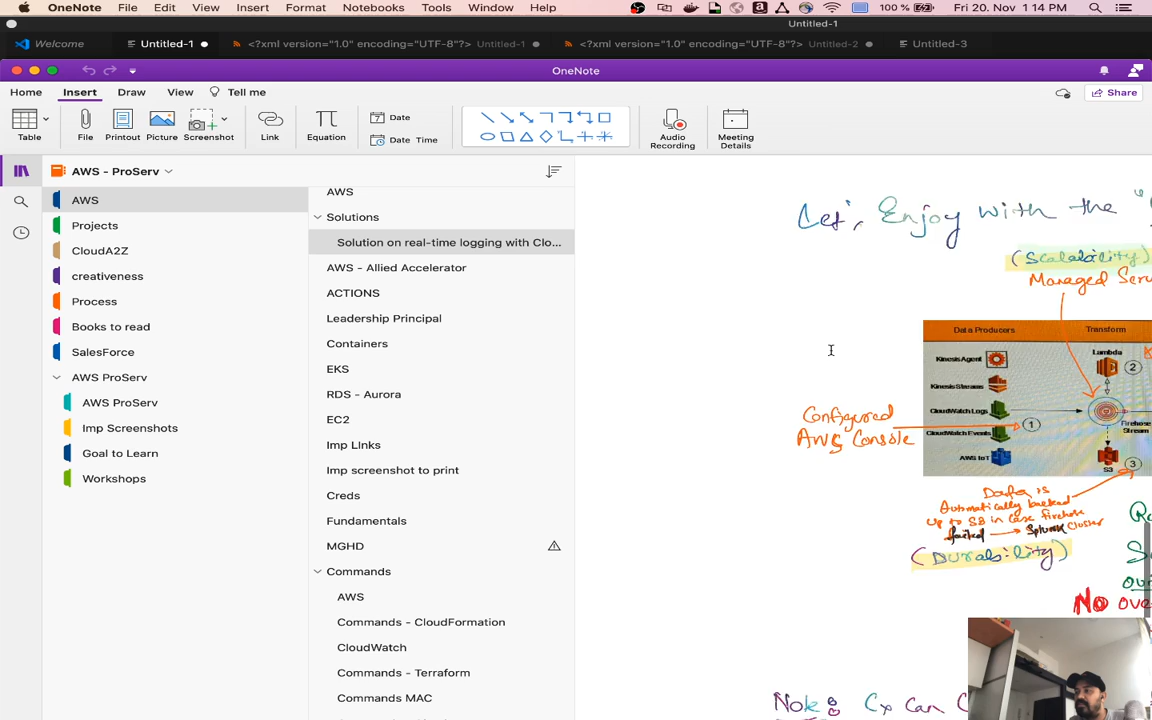 OneNote File Edit View Insert Format Notebooks Tools Window Help 100 % Fri 20. Nov 1:14 PM
Untitled-1
Welcome Untitled-1 <?xml version="1.0" encoding="UTF-8"?> Untitled-1 <?xml version="1.0" encoding="UTF-8"?> Untitled-2 Untitled-3
OneNote
Home Insert Draw View Tell me Share
Table File Printout Picture Screenshot Link Equation Date Audio Recording Meeting Details
Date Time
AWS - ProServ
AWS
Projects
CloudA2Z
creativeness
Process
Books to read
SalesForce
AWS ProServ
AWS ProServ
Imp Screenshots
Goal to Learn
Workshops
AWS
Solutions
Solution on real-time logging with Clo...
AWS - Allied Accelerator
ACTIONS
Leadership Principal
Containers
EKS
RDS - Aurora
EC2
Imp LInks
Imp screenshot to print
Creds
Fundamentals
MGHD
Commands
AWS
Commands - CloudFormation
CloudWatch
Commands - Terraform
Commands MAC
Let's Enjoy with the "
(Scalability)
Managed Serv
Data Producers Transform
Kinesis Agent Lambda 2
Kinesis Streams
CloudWatch Logs
CloudWatch Events 1 Firehose Stream
AWS IoT S3 3
Configured
AWS Console
Data is
Automatically backed
up to S3 in case firehose
failed → Splunk Cluster
(Durability)
No ove
Note: Cx Can C